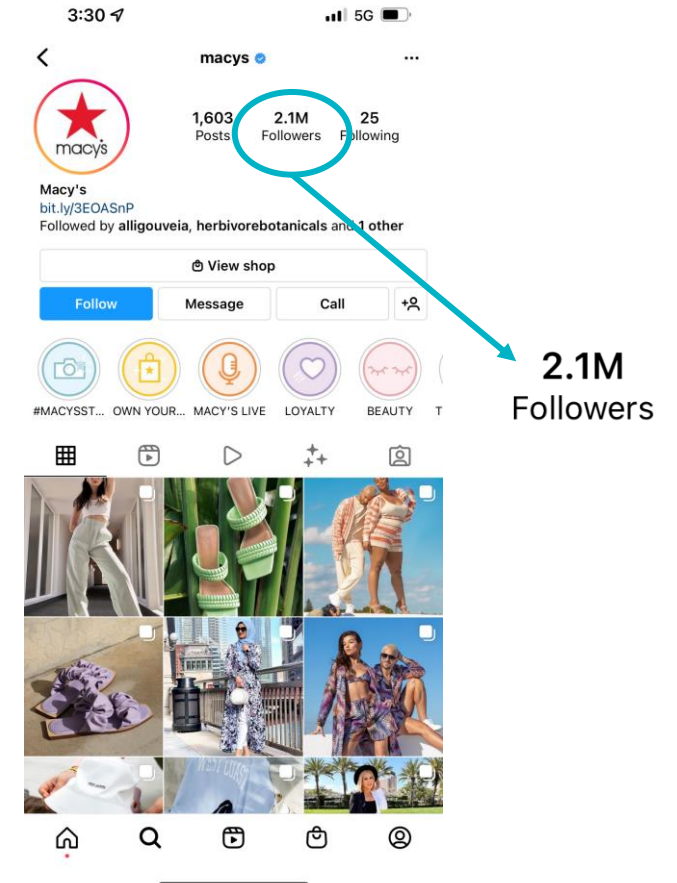 3:30
5G
macys
...
macy's
1,603
Posts
2.1M
Followers
25
Following
Macy's
bit.ly/3EOASnP
Followed by alligouveia, herbivorebotanicals and 1 other
View shop
Follow
Message
Call
2.1M
Followers
#MACYSST...
OWN YOUR...
MACY'S LIVE
LOYALTY
BEAUTY
T
WEST COAST